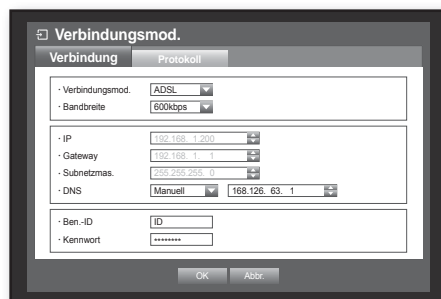 Verbindungsmod.
Verbindung Protokoll
· Verbindungsmod. ADSL
· Bandbreite 600kbps
· IP 192.168. 1.200
· Gateway 192.168. 1. 1
· Subnetzmas. 255.255.255. 0
· DNS Manuell 168.126. 63. 1
· Ben.-ID ID
· Kennwort ********
OK Abbr.